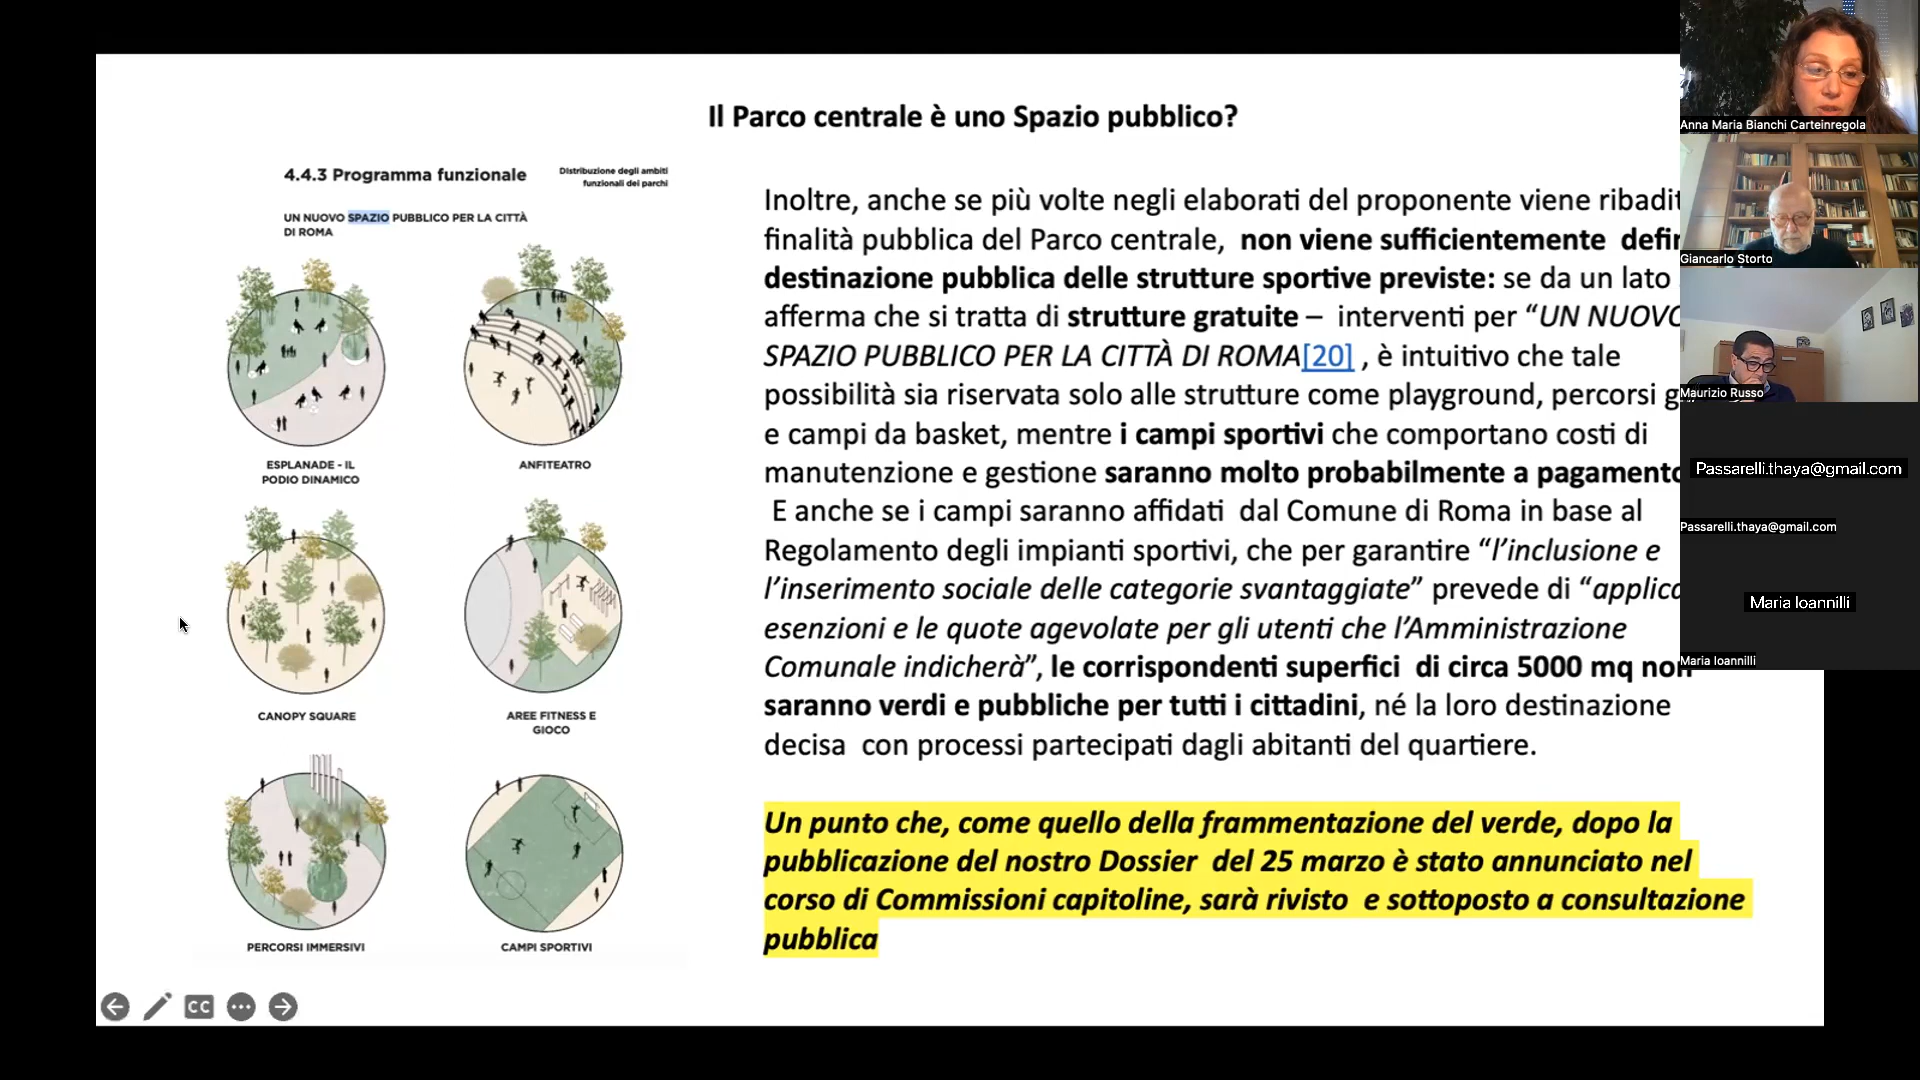 Il Parco centrale è uno Spazio pubblico?
4.4.3 Programma funzionale
Distribuzione degli ambiti
funzionali dei parchi
UN NUOVO SPAZIO PUBBLICO PER LA CITTÀ
DI ROMA
ESPLANADE - IL
PODIO DINAMICO
ANFITEATRO
CANOPY SQUARE
AREE FITNESS E
GIOCO
PERCORSI IMMERSIVI
CAMPI SPORTIVI
Inoltre, anche se più volte negli elaborati del proponente viene
finalità pubblica del Parco centrale, non viene sufficientemente
destinazione pubblica delle strutture sportive previste: se da un lato
afferma che si tratta di strutture gratuite – interventi per “UN NUOVO
SPAZIO PUBBLICO PER LA CITTÀ DI ROMA[20] , è intuitivo che tale
possibilità sia riservata solo alle strutture come playground, percorsi
e campi da basket, mentre i campi sportivi che comportano costi di
manutenzione e gestione saranno molto probabilmente a pagamento
E anche se i campi saranno affidati dal Comune di Roma in base al
Regolamento degli impianti sportivi, che per garantire “l’inclusione e
l’inserimento sociale delle categorie svantaggiate” prevede di
esenzioni e le quote agevolate per gli utenti che l’Amministrazione
Comunale indicherà”, le corrispondenti superfici di circa 5000 mq non
saranno verdi e pubbliche per tutti i cittadini, né la loro destinazione
decisa con processi partecipati dagli abitanti del quartiere.
Un punto che, come quello della frammentazione del verde, dopo la
pubblicazione del nostro Dossier del 25 marzo è stato annunciato nel
corso di Commissioni capitoline, sarà rivisto e sottoposto a consultazione
pubblica
CC
Anna Maria Bianchi Carteinregola
Giancarlo Storto
Maurizio Russo
Passarelli.thaya@gmail.com
Passarelli.thaya@gmail.com
Maria Ioannilli
Maria Ioannilli